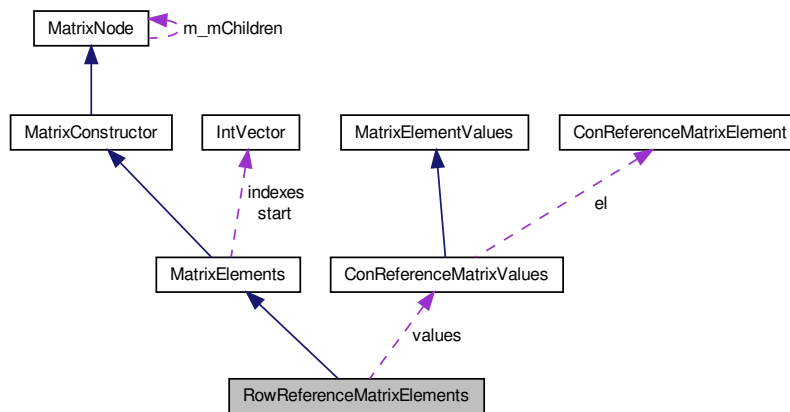 MatrixNode
m_mChildren
MatrixConstructor
IntVector
MatrixElementValues
ConReferenceMatrixElement
indexes
start
el
MatrixElements
ConReferenceMatrixValues
values
RowReferenceMatrixElements